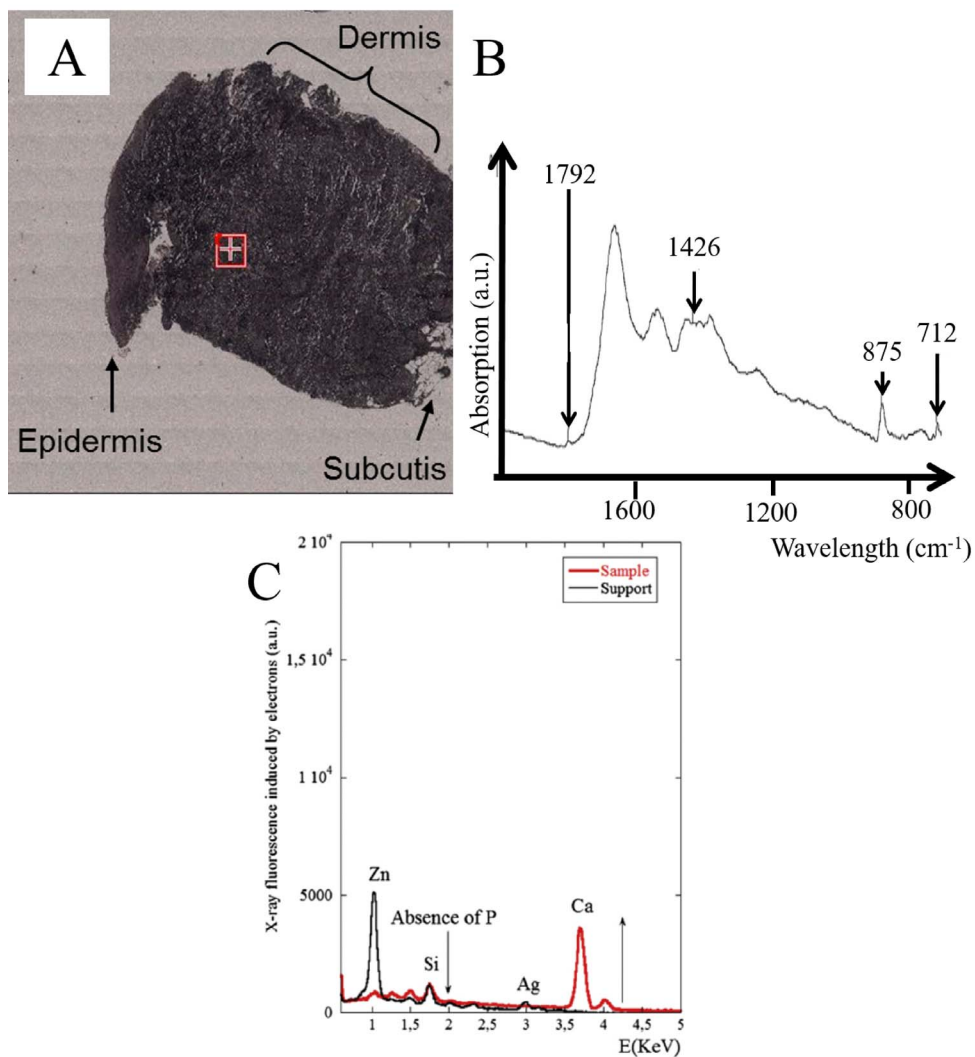 A
Dermis
Epidermis
Subcutis
B
1792
1426
875
712
Absorption (a.u.)
1600
1200
800
Wavelength (cm-1)
C
2 10⁴
1,5 10⁴
1 10⁴
5000
0
X-ray fluorescence induced by electrons (a.u.)
Sample
Support
Zn
Absence of P
Si
Ag
Ca
1
1,5
2
2,5
3
3,5
4
4,5
5
E(KeV)